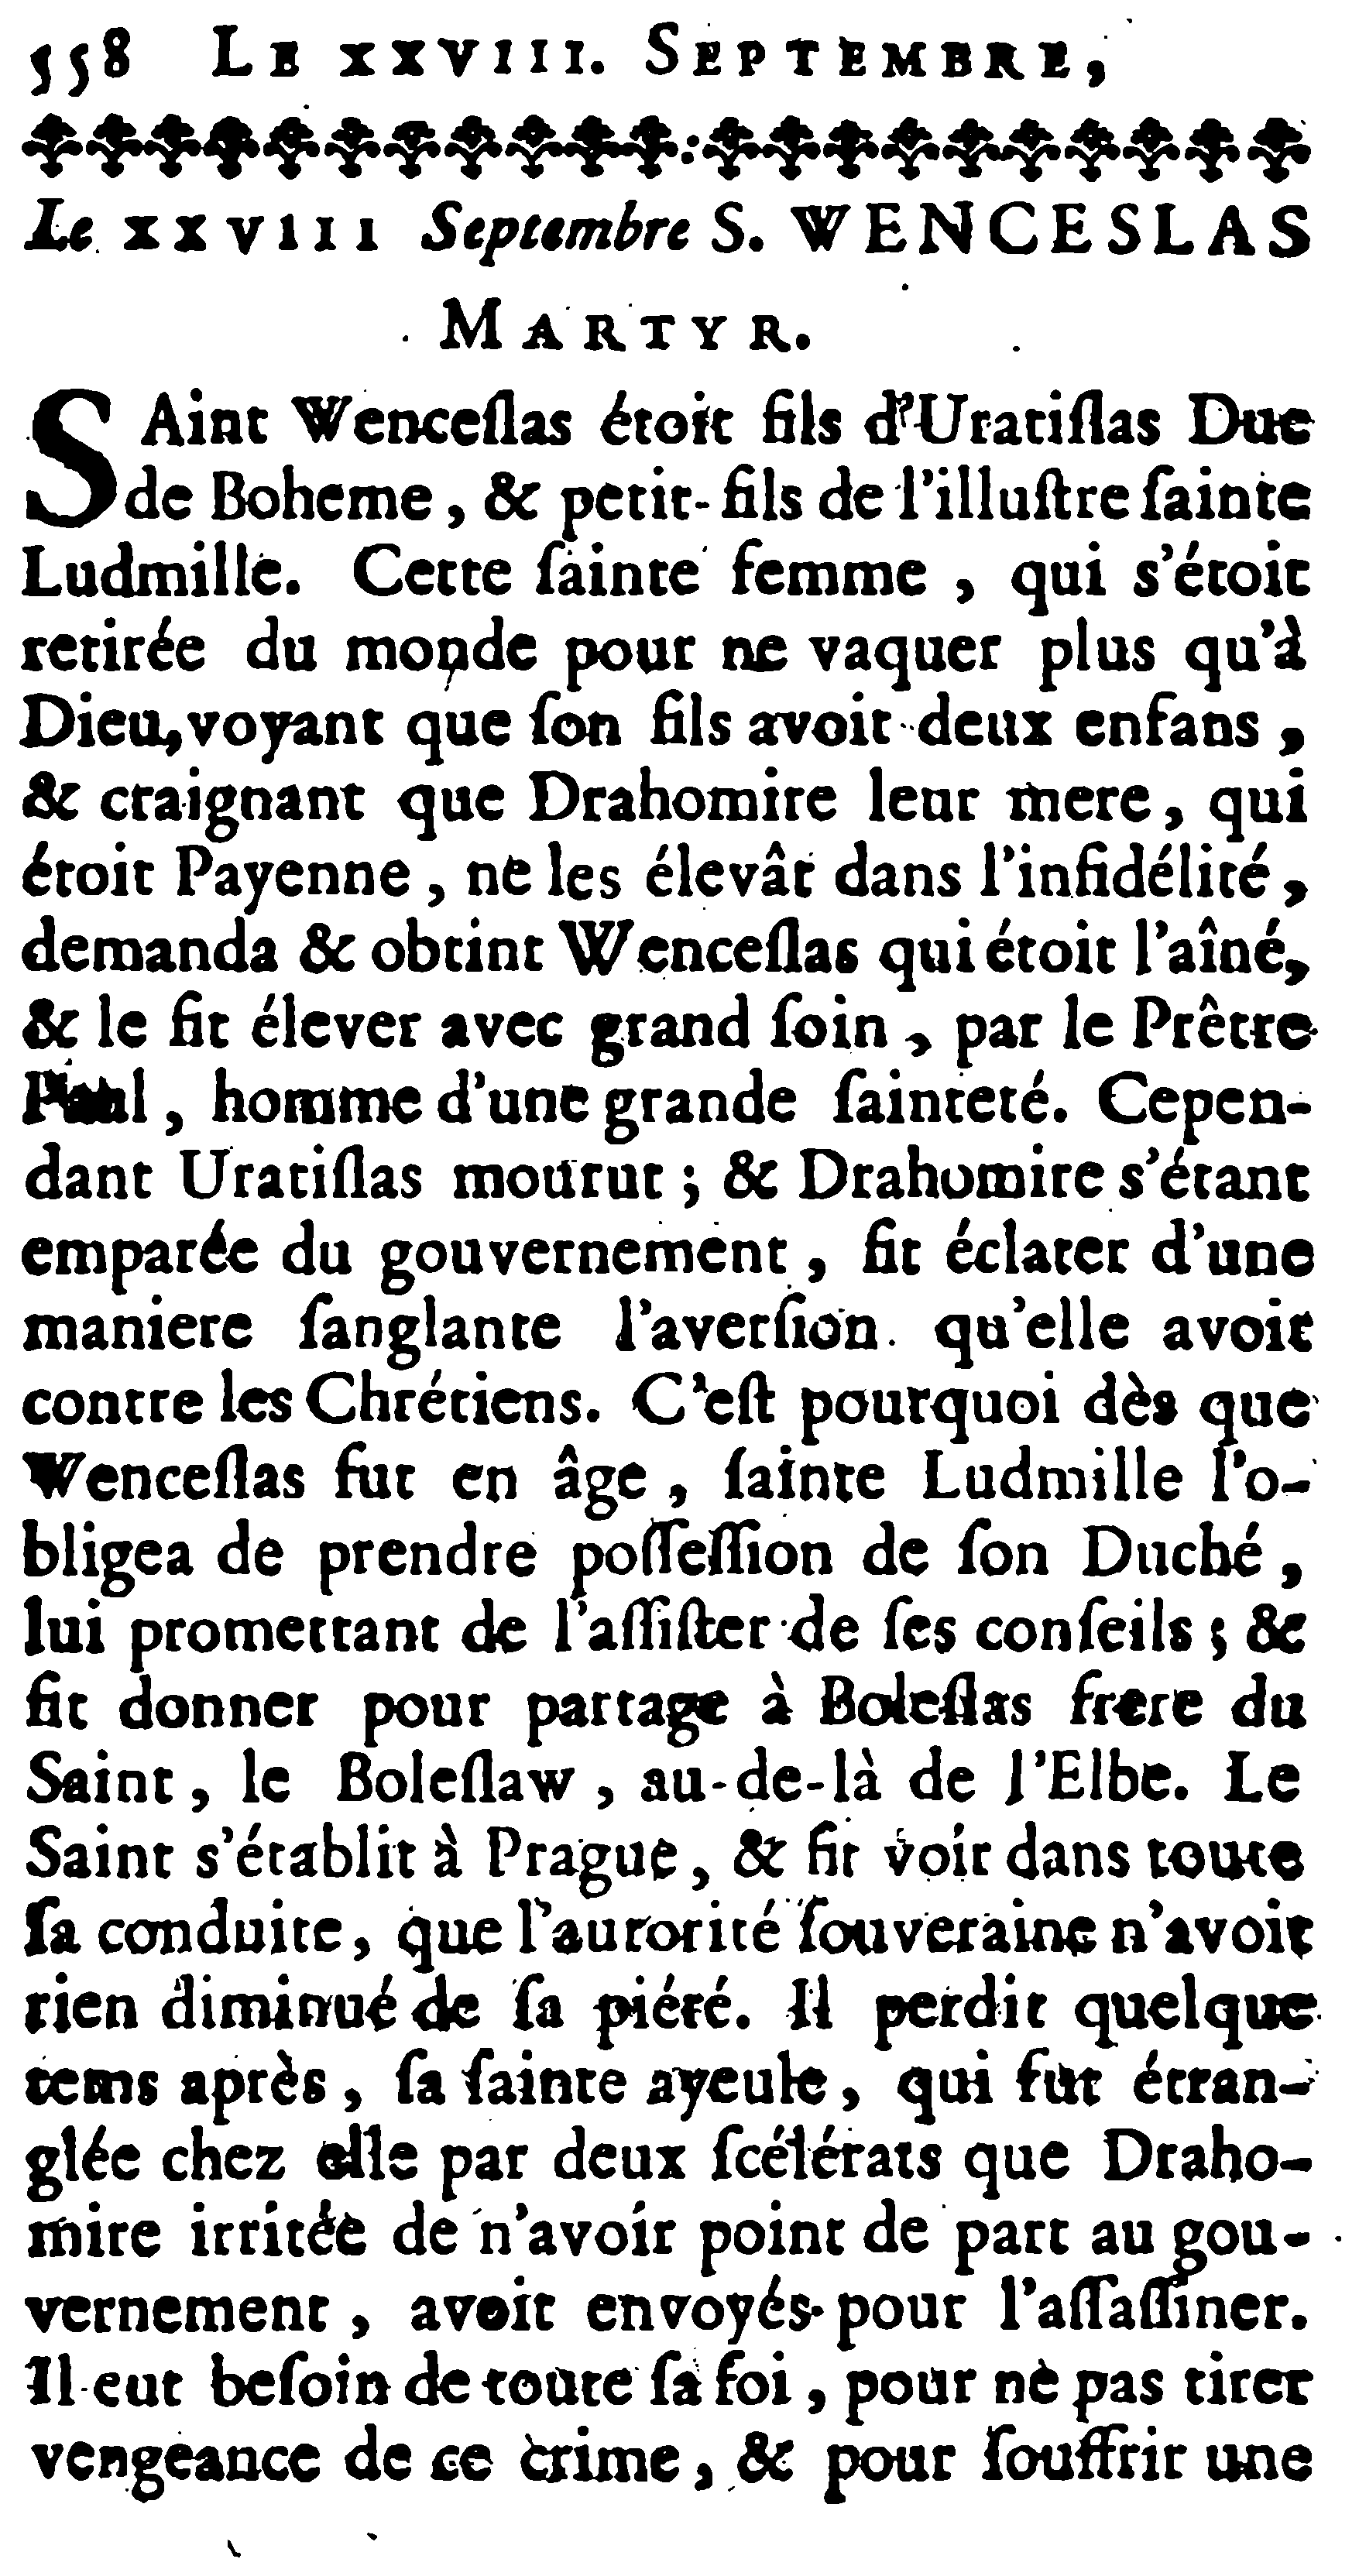 558 LE XXVIII. SEPTEMBRE,
Le XXVIII Septembre S. WENCESLAS
MARTYR.
SAint Wenceſlas étoit fils d'Uratiſlas Duc
de Boheme, & petit-fils de l'illuſtre ſainte
Ludmille. Cette ſainte femme, qui s'étoit
retirée du monde pour ne vaquer plus qu'à
Dieu, voyant que ſon fils avoit deux enfans,
& craignant que Drahomire leur mere, qui
étoit Payenne, ne les élevât dans l'infidélité,
demanda & obtint Wenceſlas qui étoit l'aîné,
& le fit élever avec grand ſoin, par le Prêtre
Paul, homme d'une grande ſainteté. Cepen-
dant Uratiſlas mourut; & Drahomire s'étant
emparée du gouvernement, fit éclater d'une
maniere ſanglante l'averſion qu'elle avoit
contre les Chrétiens. C'eſt pourquoi dès que
Wenceſlas fut en âge, ſainte Ludmille l'o-
bligea de prendre poſſeſſion de ſon Duché,
lui promettant de l'aſſiſter de ſes conſeils; &
fit donner pour partage à Boleſlas frere du
Saint, le Boleſlaw, au-de-là de l'Elbe. Le
Saint s'établit à Prague, & fit voir dans toute
ſa conduite, que l'autorité ſouveraine n'avoit
rien diminué de ſa piété. Il perdit quelque
tems après, ſa ſainte ayeule, qui fut étran-
glée chez elle par deux ſcélérats que Draho-
mire irritée de n'avoir point de part au gou-
vernement, avoit envoyés pour l'aſſaſſiner.
Il eut beſoin de toute ſa foi, pour ne pas tirer
vengeance de ce crime, & pour ſouffrir une